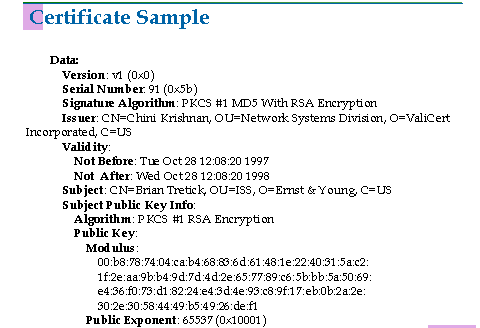 Certificate Sample
Data:
Version: v1 (0x0)
Serial Number: 91 (0x5b)
Signature Algorithm: PKCS #1 MD5 With RSA Encryption
Issuer: CN=Chini Krishnan, OU=Network Systems Division, O=ValiCert
Incorporated, C=US
Validity:
Not Before: Tue Oct 28 12:08:20 1997
Not After: Wed Oct 28 12:08:20 1998
Subject: CN=Brian Tretick, OU=ISS, O=Ernst & Young, C=US
Subject Public Key Info:
Algorithm: PKCS #1 RSA Encryption
Public Key:
Modulus:
00:b8:78:74:04:ca:b4:68:83:6d:61:48:1e:22:40:31:5a:c2:
1f:2e:aa:9b:b4:9d:7d:4d:2e:65:77:89:c6:5b:bb:5a:50:69:
e4:36:f0:73:d1:82:24:e4:3d:4e:93:c8:9f:17:eb:0b:2a:2e:
30:2e:30:58:44:49:b5:49:26:de:f1
Public Exponent: 65537 (0x10001)